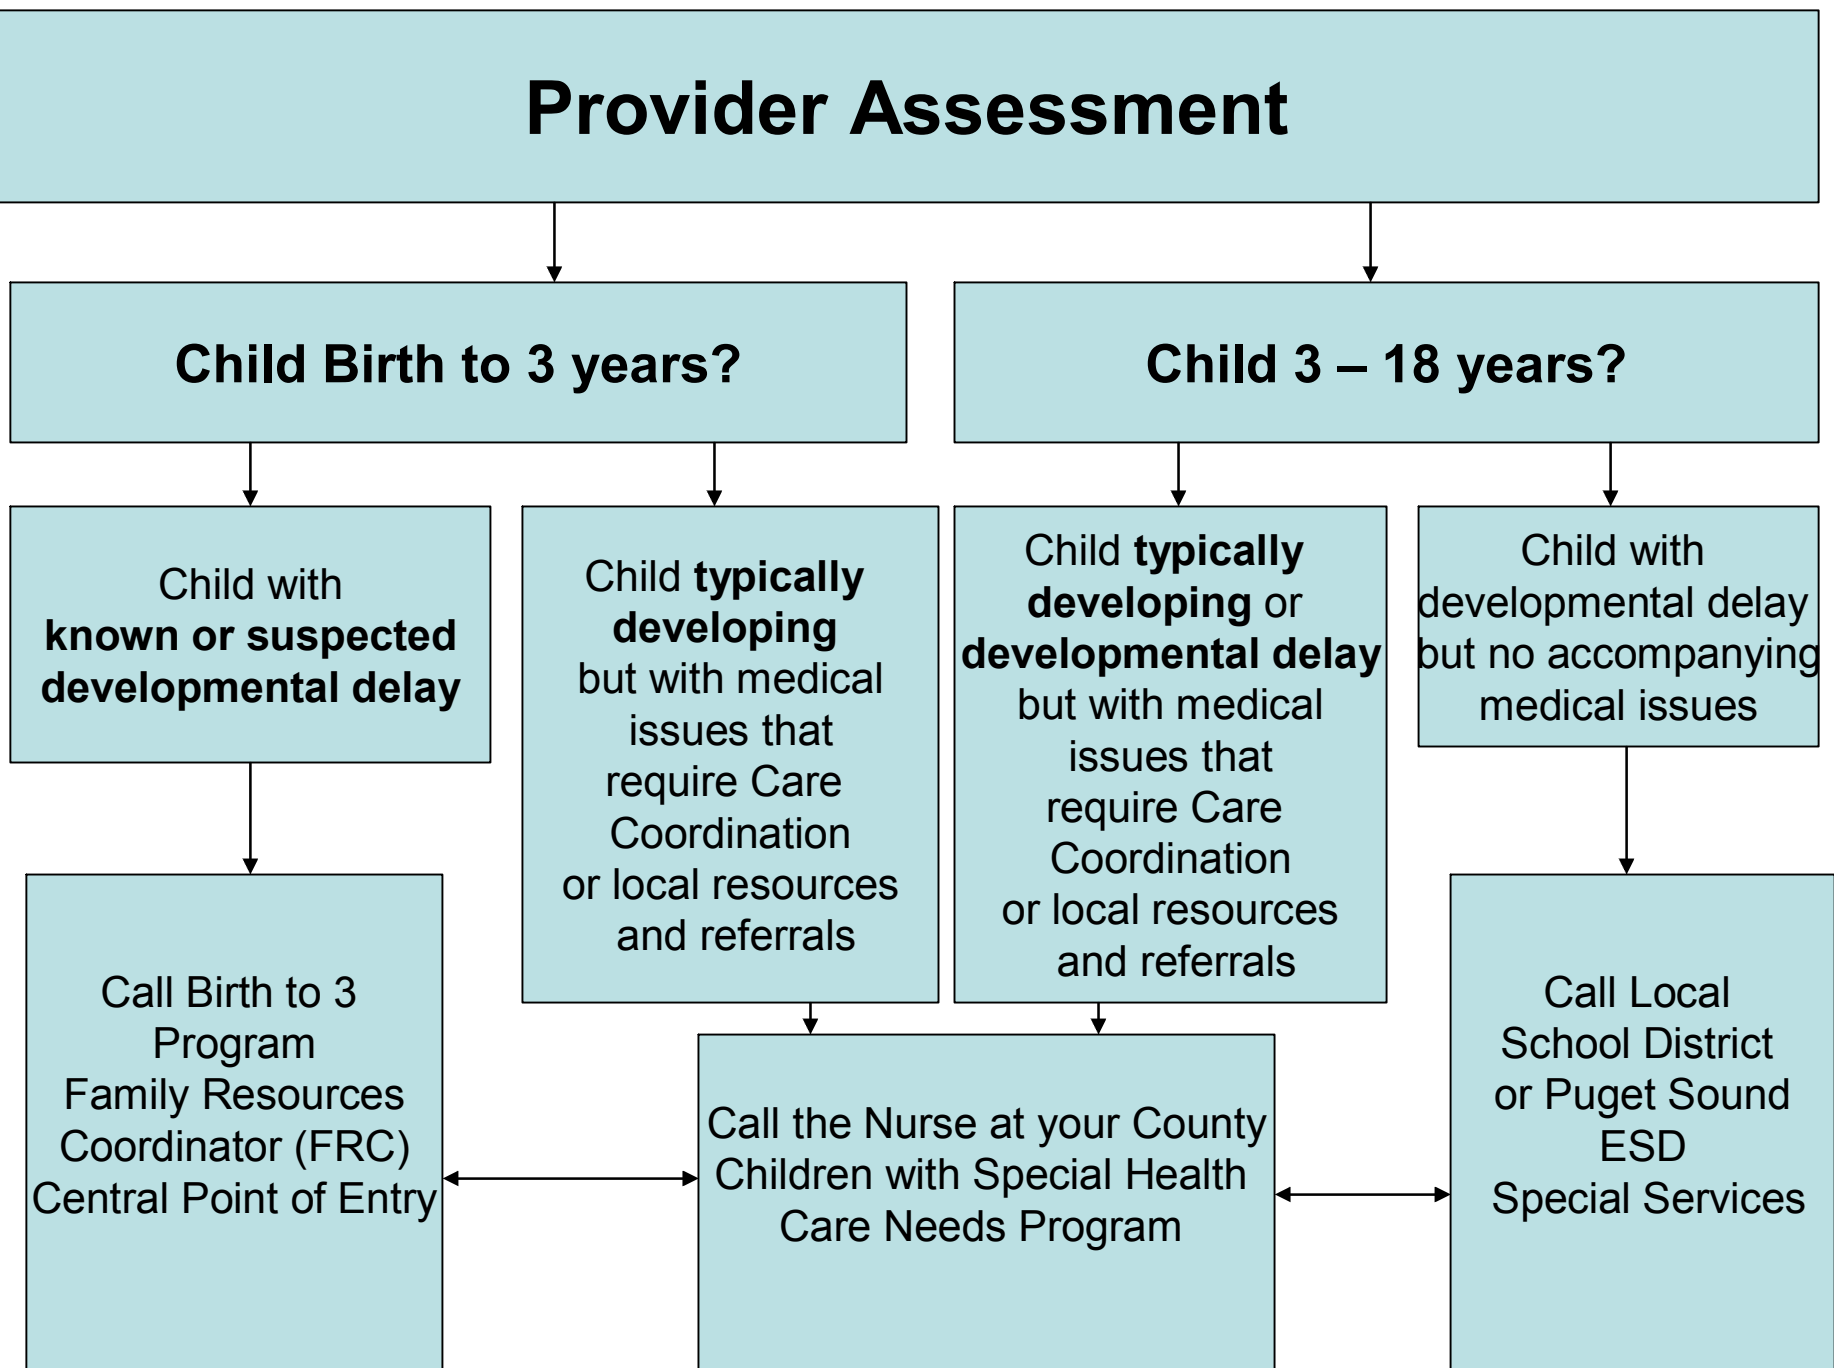 Provider Assessment
Child Birth to 3 years?
Child 3 – 18 years?
Child with
known or suspected
developmental delay
Child typically
developing
but with medical
issues that
require Care
Coordination
or local resources
and referrals
Child typically
developing or
developmental delay
but with medical
issues that
require Care
Coordination
or local resources
and referrals
Child with
developmental delay
but no accompanying
medical issues
Call Birth to 3
Program
Family Resources
Coordinator (FRC)
Central Point of Entry
Call the Nurse at your County
Children with Special Health
Care Needs Program
Call Local
School District
or Puget Sound
ESD
Special Services